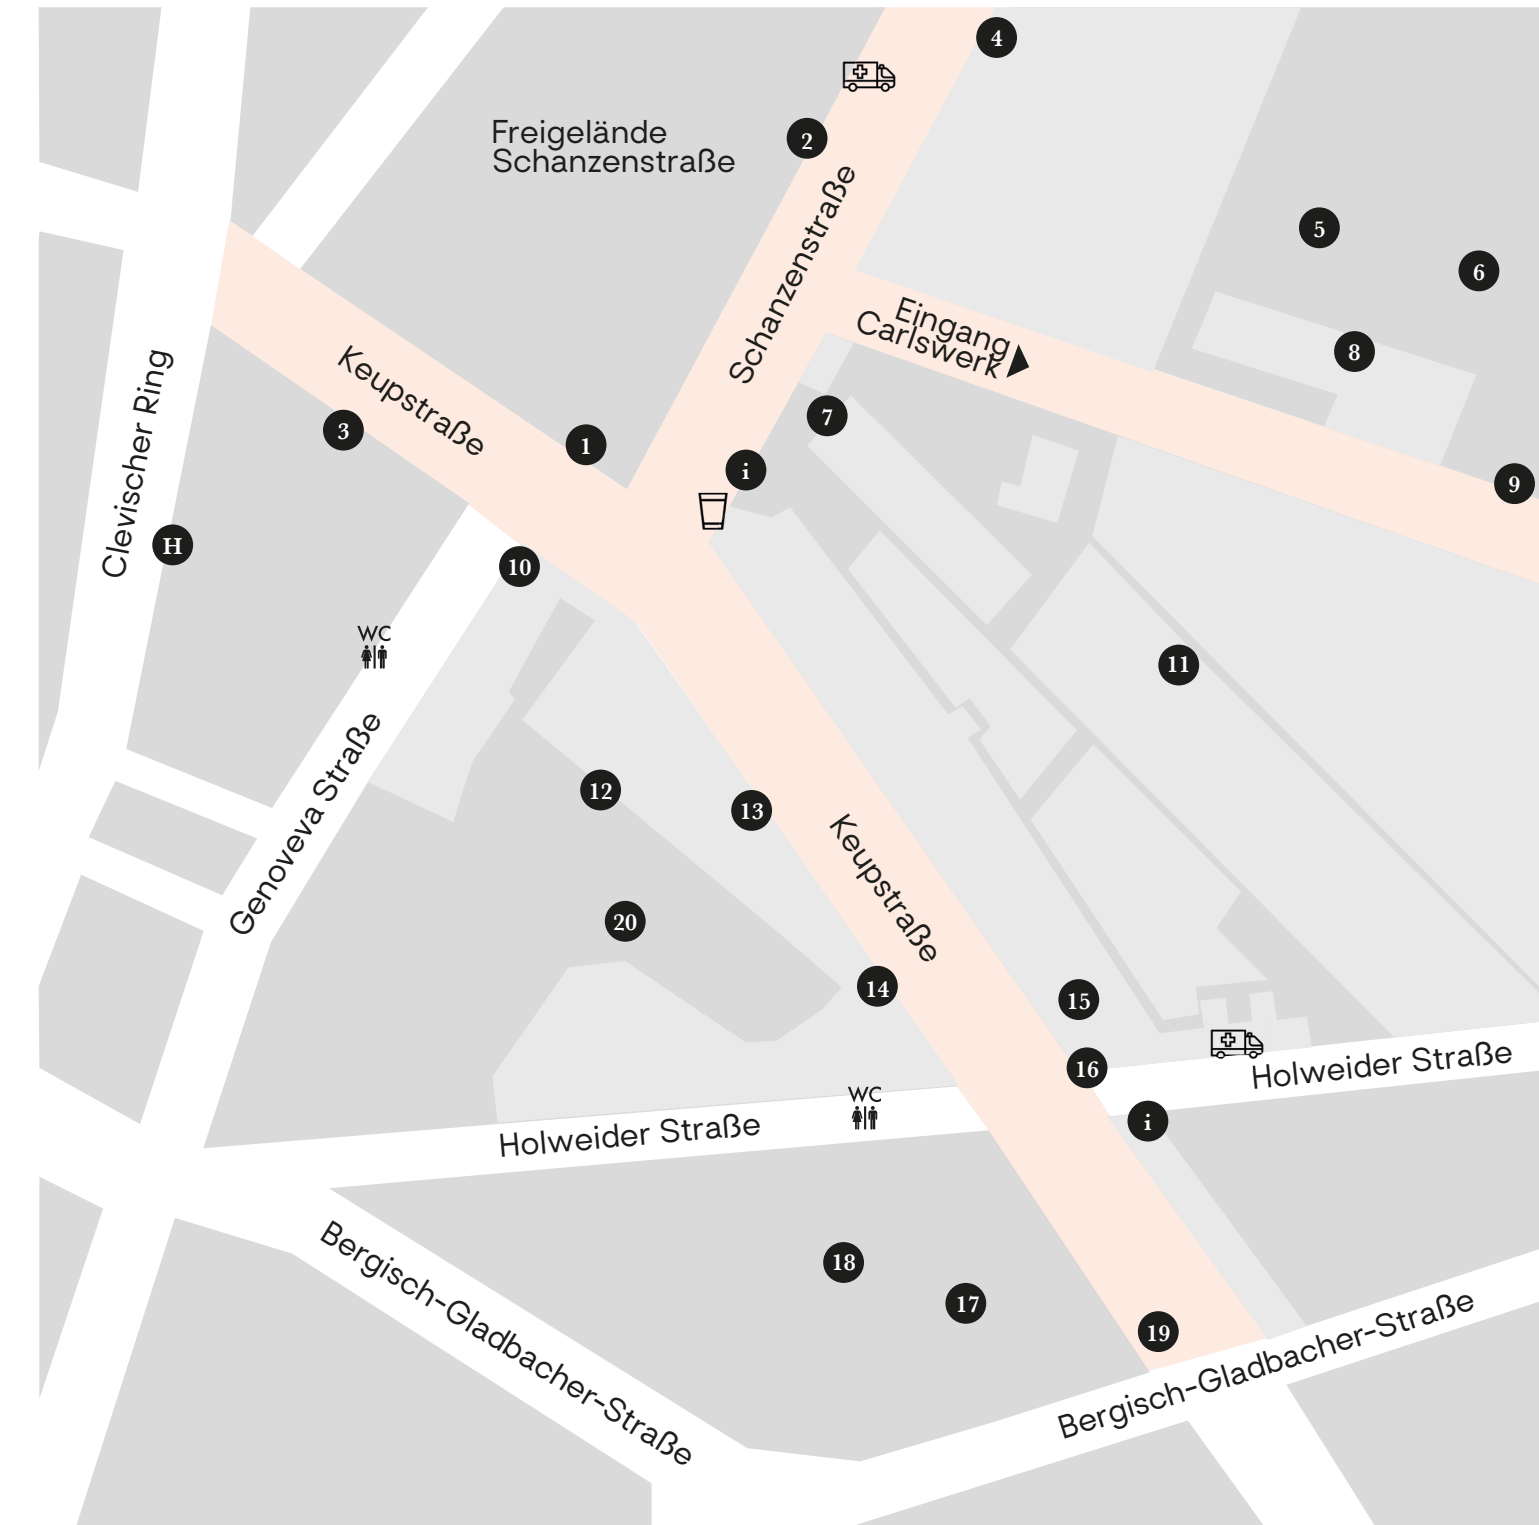 4
2
Freigelände
Schanzenstraße
Schanzenstraße
5
6
Eingang
Carlswerk
8
Keupstraße
3
1
7
i
9
Clevischer Ring
H
10
WC
11
Genoveva Straße
12
13
Keupstraße
20
14
15
16
Holweider Straße
WC
i
Holweider Straße
18
17
19
Bergisch-Gladbacher-Straße
Bergisch-Gladbacher-Straße